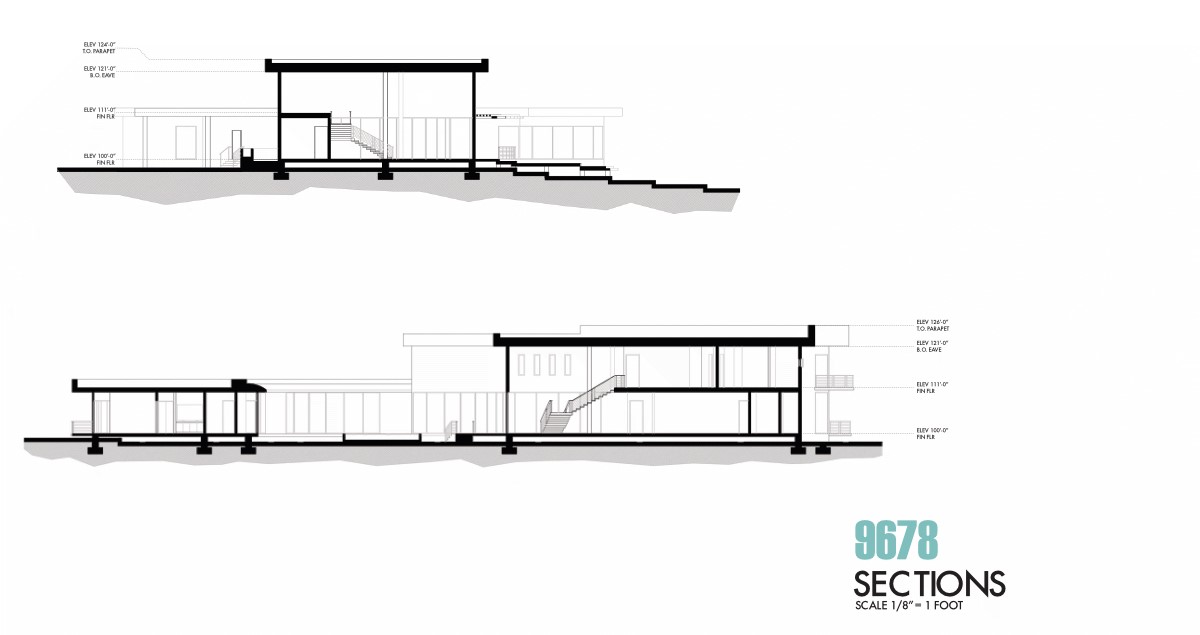 ELEV 124'-0"
T.O. PARAPET
ELEV 121'-0"
B.O. EAVE
ELEV 111'-0"
FIN FLR
ELEV 100'-0"
FIN FLR
ELEV 126'-0"
T.O. PARAPET
ELEV 121'-0"
B.O. EAVE
ELEV 111'-0"
FIN FLR
ELEV 100'-0"
FIN FLR
9678
SECTIONS
SCALE 1/8" = 1 FOOT